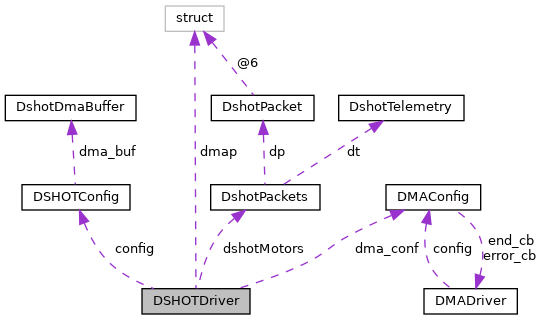 struct
@6
DshotDmaBuffer
DshotPacket
DshotTelemetry
dma_buf
dmap
dp
dt
DSHOTConfig
DshotPackets
DMAConfig
config
dshotMotors
dma_conf
config
end_cb
error_cb
DSHOTDriver
DMADriver